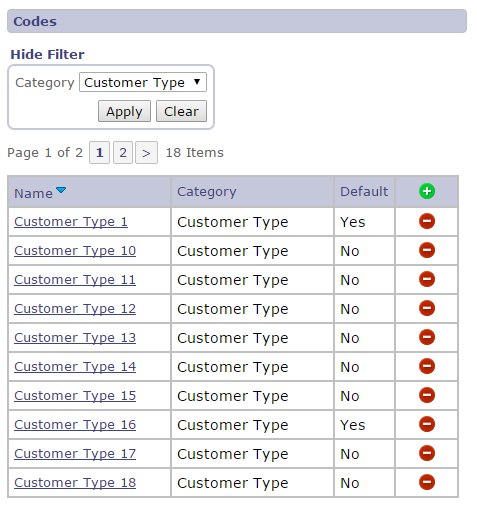 Codes
Hide Filter
Category Customer Type
Apply Clear
Page 1 of 2 1 2 > 18 Items
Name Category Default
Customer Type 1 Customer Type Yes
Customer Type 10 Customer Type No
Customer Type 11 Customer Type No
Customer Type 12 Customer Type No
Customer Type 13 Customer Type No
Customer Type 14 Customer Type No
Customer Type 15 Customer Type No
Customer Type 16 Customer Type Yes
Customer Type 17 Customer Type No
Customer Type 18 Customer Type No